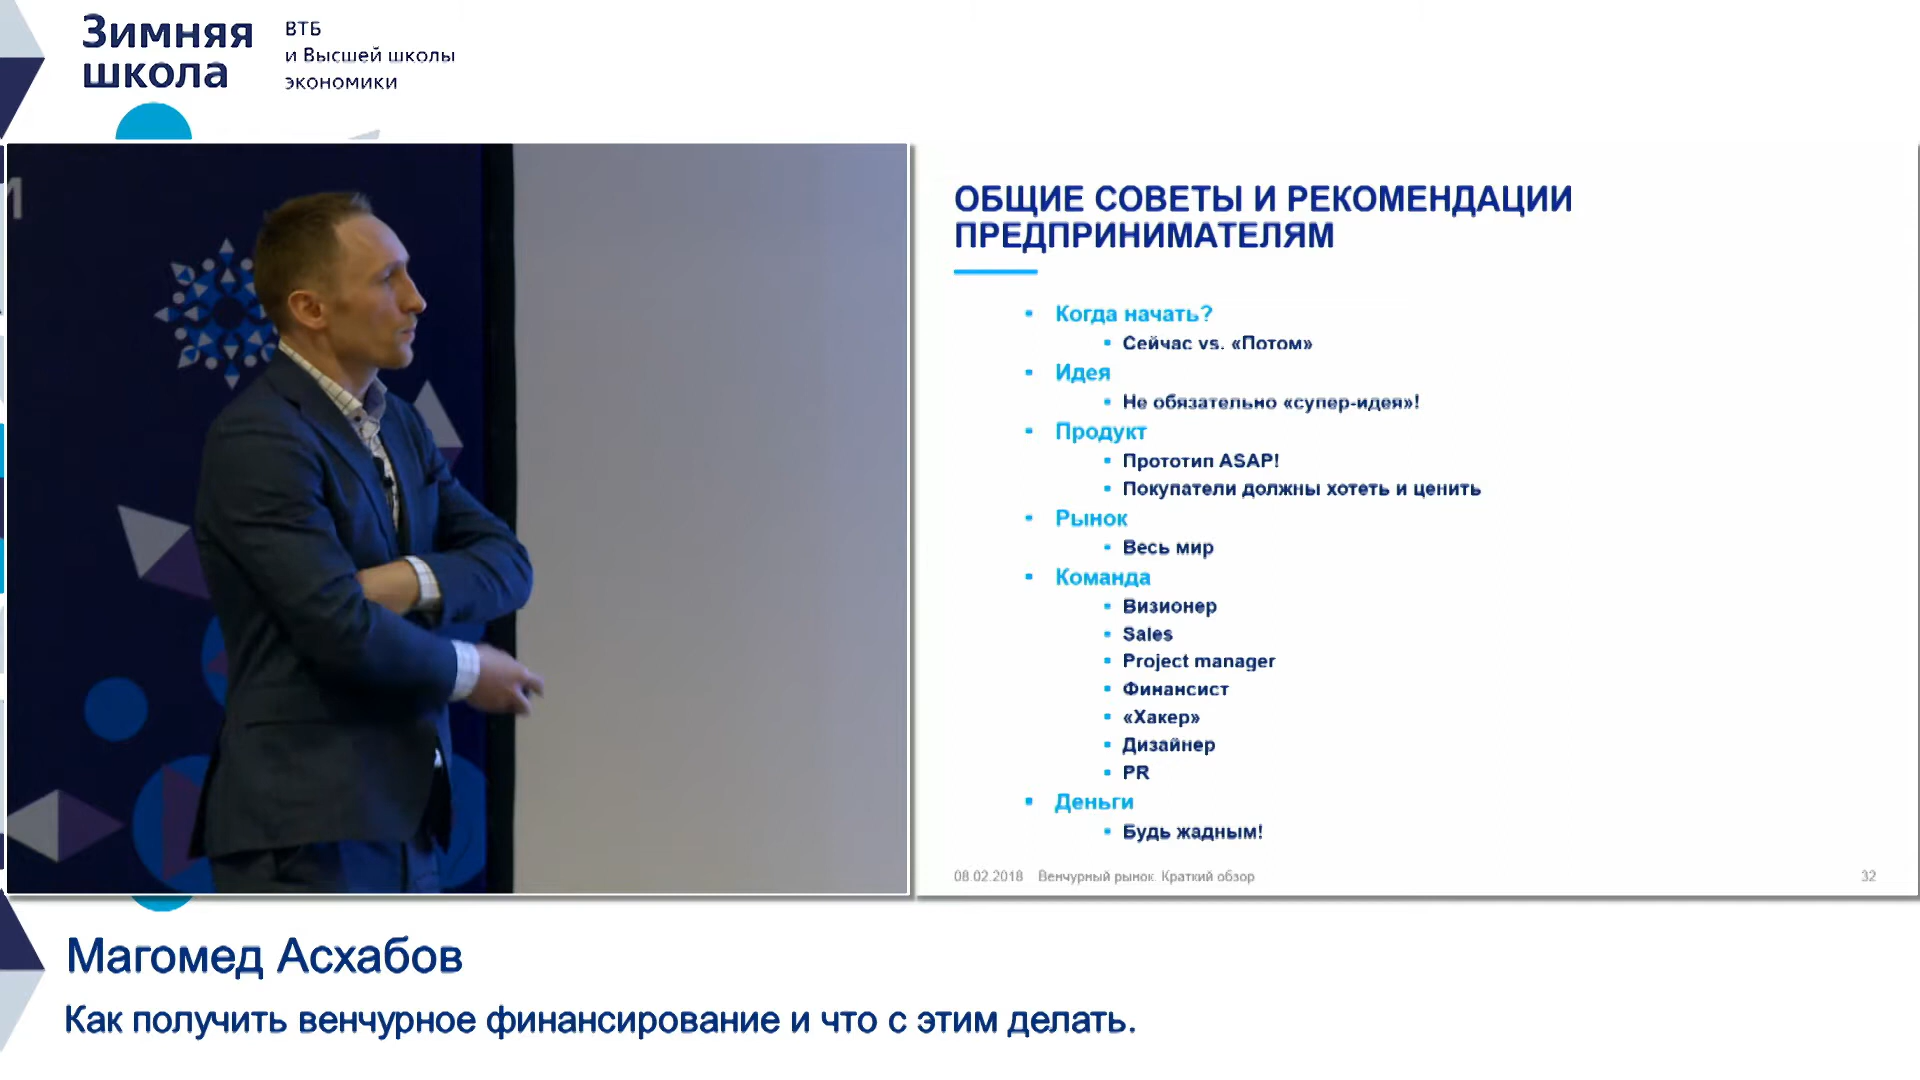 Зимняя
школа
ВТБ
и Высшей школы
экономики
ОБЩИЕ СОВЕТЫ И РЕКОМЕНДАЦИИ
ПРЕДПРИНИМАТЕЛЯМ
Когда начать?
Сейчас vs. «Потом»
Идея
Не обязательно «супер-идея»!
Продукт
Прототип ASAP!
Покупатели должны хотеть и ценить
Рынок
Весь мир
Команда
Визионер
Sales
Project manager
Финансист
«Хакер»
Дизайнер
PR
Деньги
Будь жадным!
08.02.2018 Венчурный рынок. Краткий обзор 32
Магомед Асхабов
Как получить венчурное финансирование и что с этим делать.